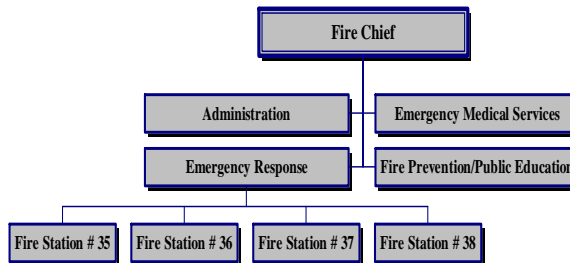 Fire Chief
Administration
Emergency Medical Services
Emergency Response
Fire Prevention/Public Education
Fire Station # 35
Fire Station # 36
Fire Station # 37
Fire Station # 38